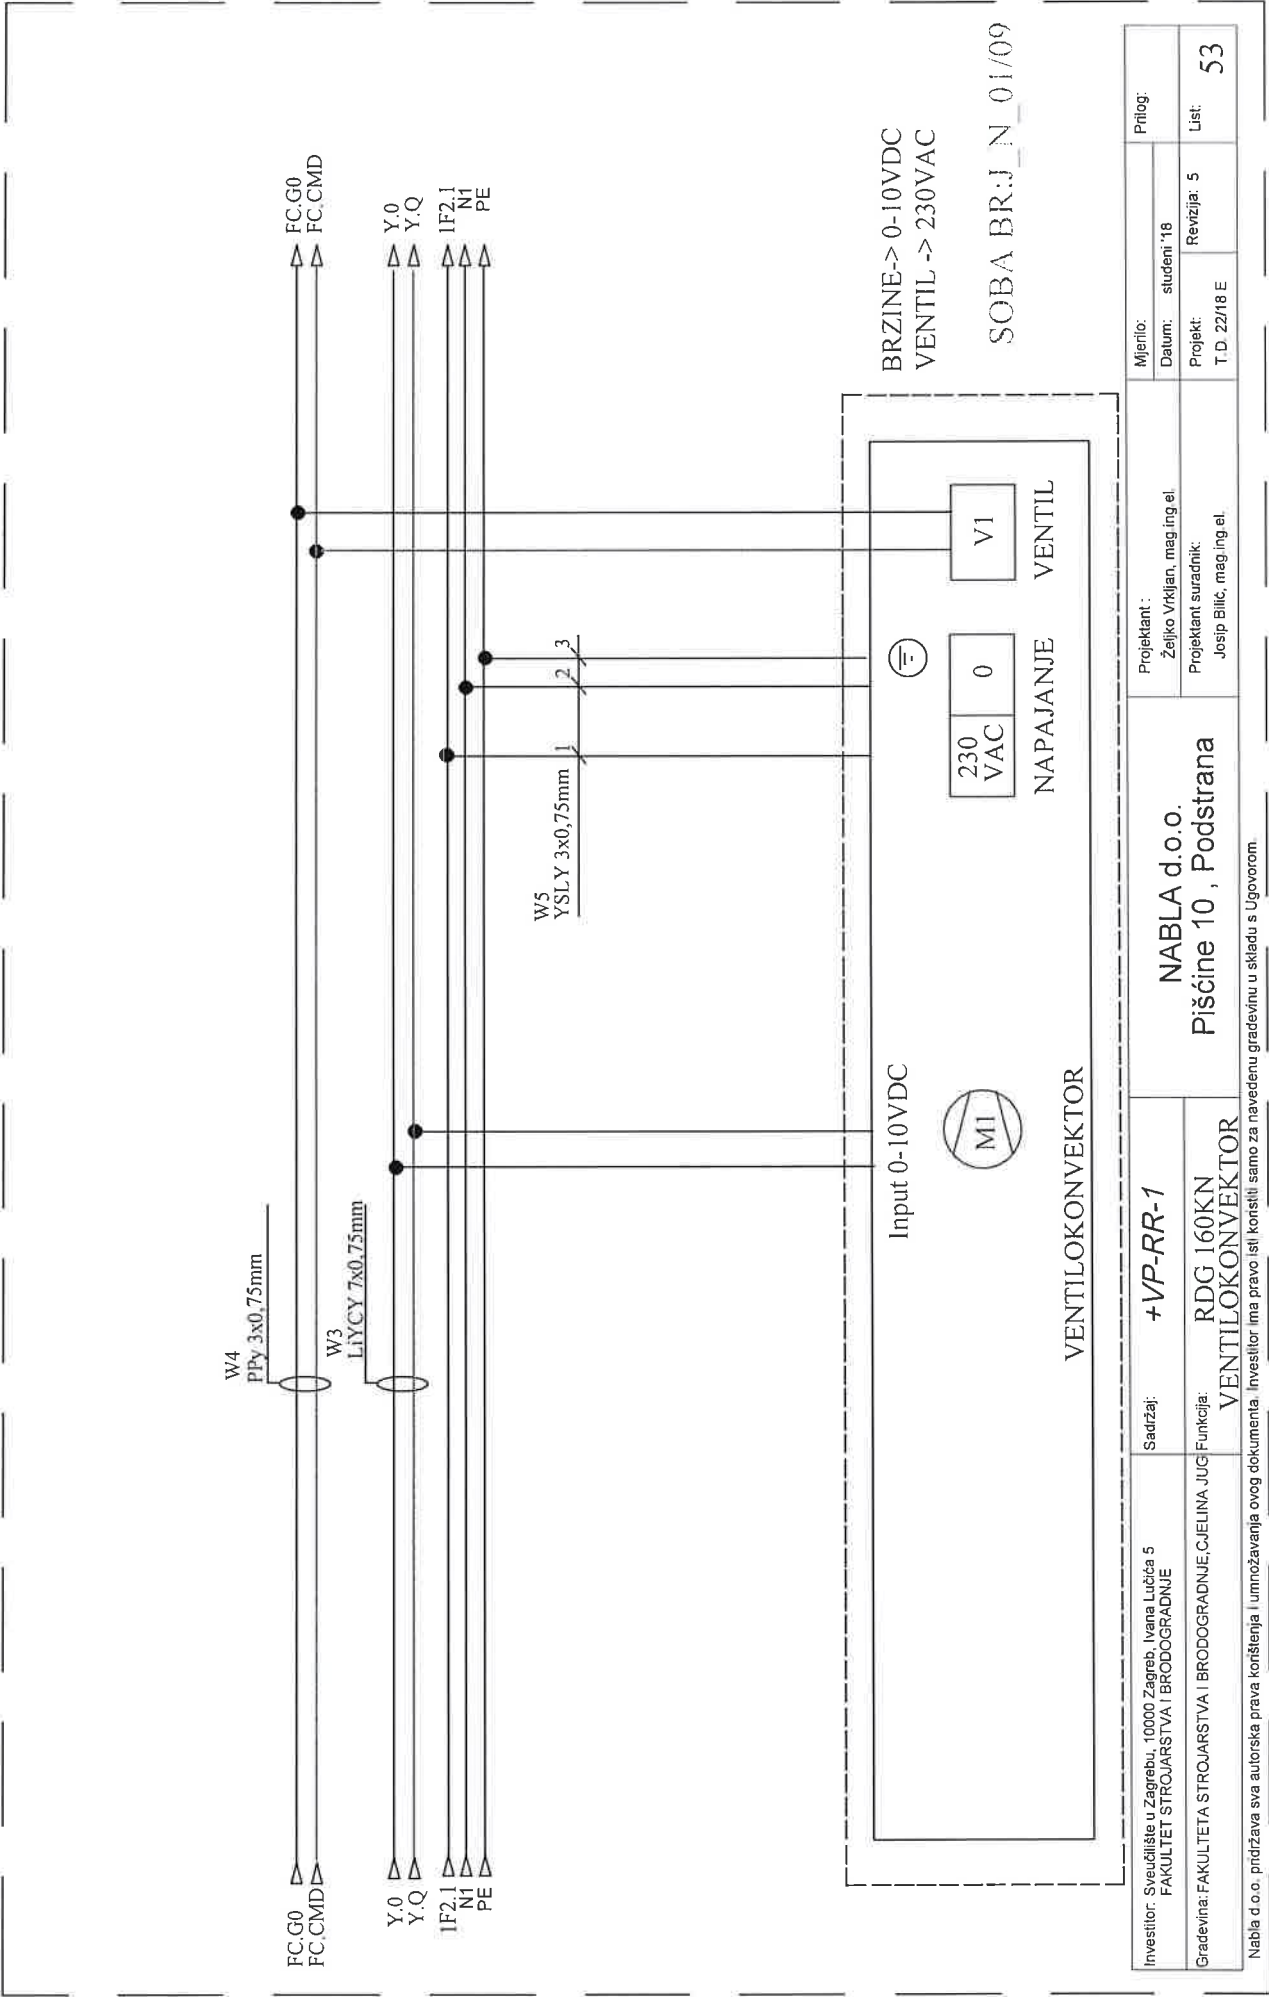 FC.G0
FC.CMD
Y.0
Y.Q
1F2.1
N1
PE
W4
PPy 3x0,75mm
W3
LiYCY 7x0,75mm
FC.G0
FC.CMD
Y.0
Y.Q
1F2.1
N1
PE
W5
YSLY 3x0,75mm
1
2
3
Input 0-10VDC
M1
VENTILOKONVEKTOR
230
VAC
0
NAPAJANJE
V1
VENTIL
BRZINE-> 0-10VDC
VENTIL -> 230VAC
SOBA BR:J_N_01/09
Investitor: Sveučilište u Zagrebu, 10000 Zagreb, Ivana Lučića 5
FAKULTET STROJARSTVA I BRODOGRADNJE
Građevina: FAKULTETA STROJARSTVA I BRODOGRADNJE,CJELINA JUG
Sadržaj:
+VP-RR-1
Funkcija:
RDG 160KN
VENTILOKONVEKTOR
NABLA d.o.o.
Pišćine 10 , Podstrana
Projektant :
Željko Vrkljan, mag.ing.el.
Projektant suradnik:
Josip Bilić, mag.ing.el.
Mjerilo:
Datum: studeni '18
Projekt:
T.D. 22/18 E
Revizija: 5
Prilog:
List: 53
Nabla d.o.o. pridržava sva autorska prava korištenja i umnožavanja ovog dokumenta. Investitor ima pravo isti koristiti samo za navedenu građevinu u skladu s Ugovorom.